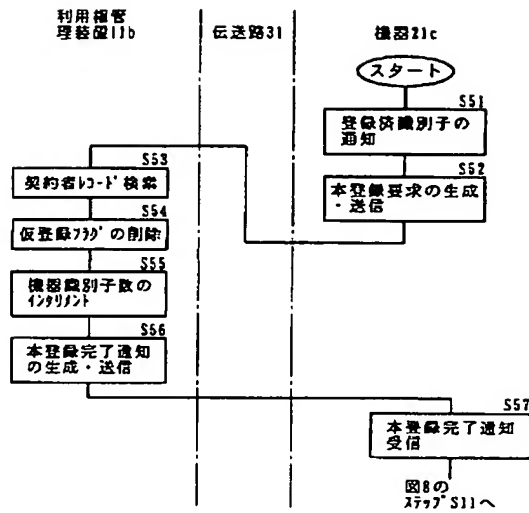 利用権管
理装置11b
伝送路31
機器21c
スタート
S51
登録済識別子の
通知
S52
本登録要求の生成
・送信
S53
契約者ﾚｺｰﾄﾞ検索
S54
仮登録ﾌﾗｸﾞの削除
S55
機器識別子数の
ｲﾝｸﾘﾒﾝﾄ
S56
本登録完了通知
の生成・送信
S57
本登録完了通知
受信
図8の
ｽﾃｯﾌﾟS11へ